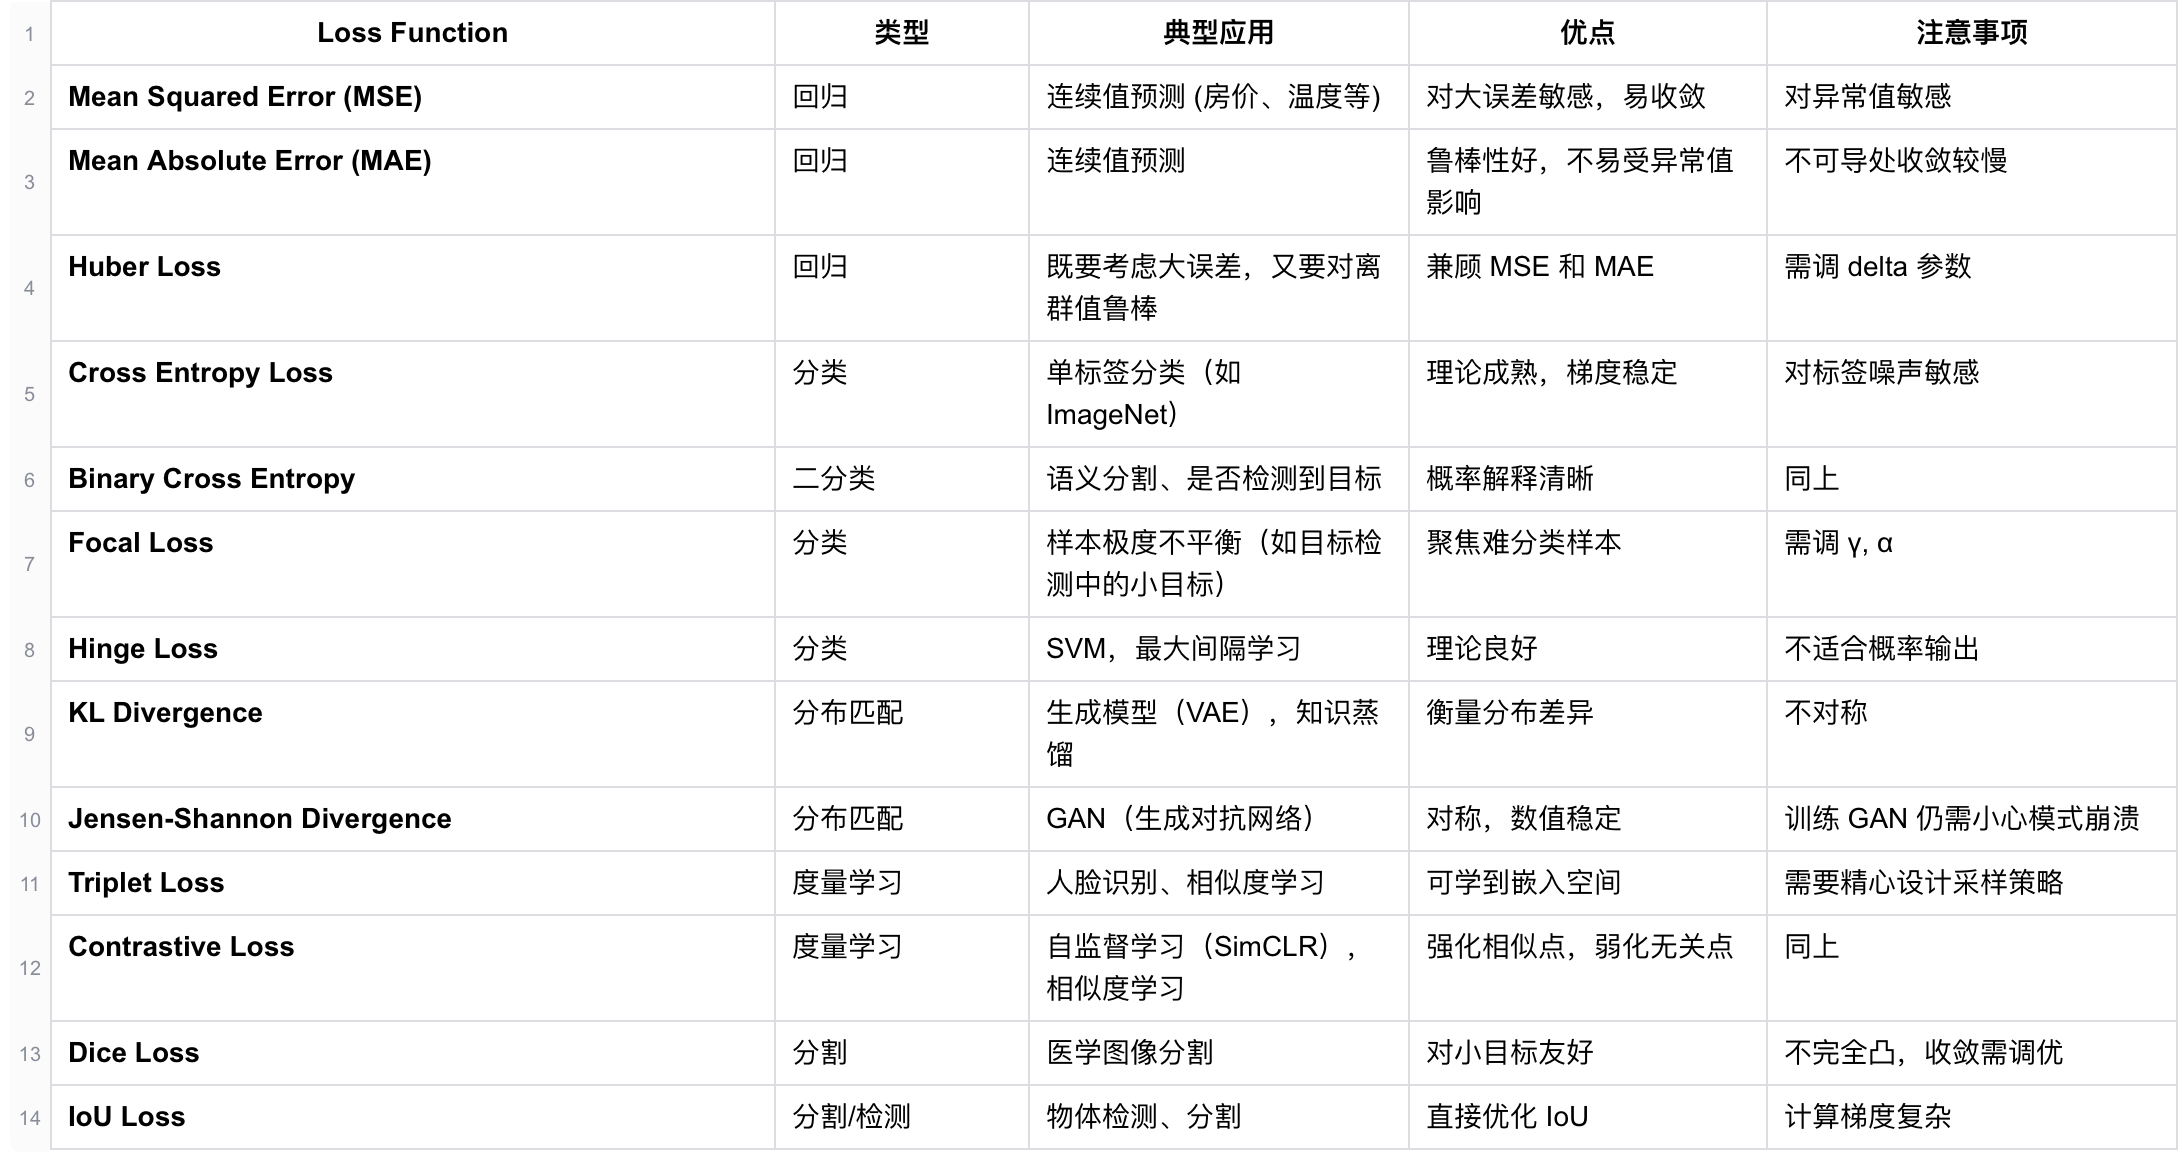 1 Loss Function 类型 典型应用 优点 注意事项
2 Mean Squared Error (MSE) 回归 连续值预测 (房价、温度等) 对大误差敏感，易收敛 对异常值敏感
3 Mean Absolute Error (MAE) 回归 连续值预测 鲁棒性好，不易受异常值
影响 不可导处收敛较慢
4 Huber Loss 回归 既要考虑大误差，又要对离
群值鲁棒 兼顾 MSE 和 MAE 需调 delta 参数
5 Cross Entropy Loss 分类 单标签分类（如
ImageNet） 理论成熟，梯度稳定 对标签噪声敏感
6 Binary Cross Entropy 二分类 语义分割、是否检测到目标 概率解释清晰 同上
7 Focal Loss 分类 样本极度不平衡（如目标检
测中的小目标） 聚焦难分类样本 需调 γ, α
8 Hinge Loss 分类 SVM，最大间隔学习 理论良好 不适合概率输出
9 KL Divergence 分布匹配 生成模型（VAE），知识蒸
馏 衡量分布差异 不对称
10 Jensen-Shannon Divergence 分布匹配 GAN（生成对抗网络） 对称，数值稳定 训练 GAN 仍需小心模式崩溃
11 Triplet Loss 度量学习 人脸识别、相似度学习 可学到嵌入空间 需要精心设计采样策略
12 Contrastive Loss 度量学习 自监督学习（SimCLR），
相似度学习 强化相似点，弱化无关点 同上
13 Dice Loss 分割 医学图像分割 对小目标友好 不完全凸，收敛需调优
14 IoU Loss 分割/检测 物体检测、分割 直接优化 IoU 计算梯度复杂